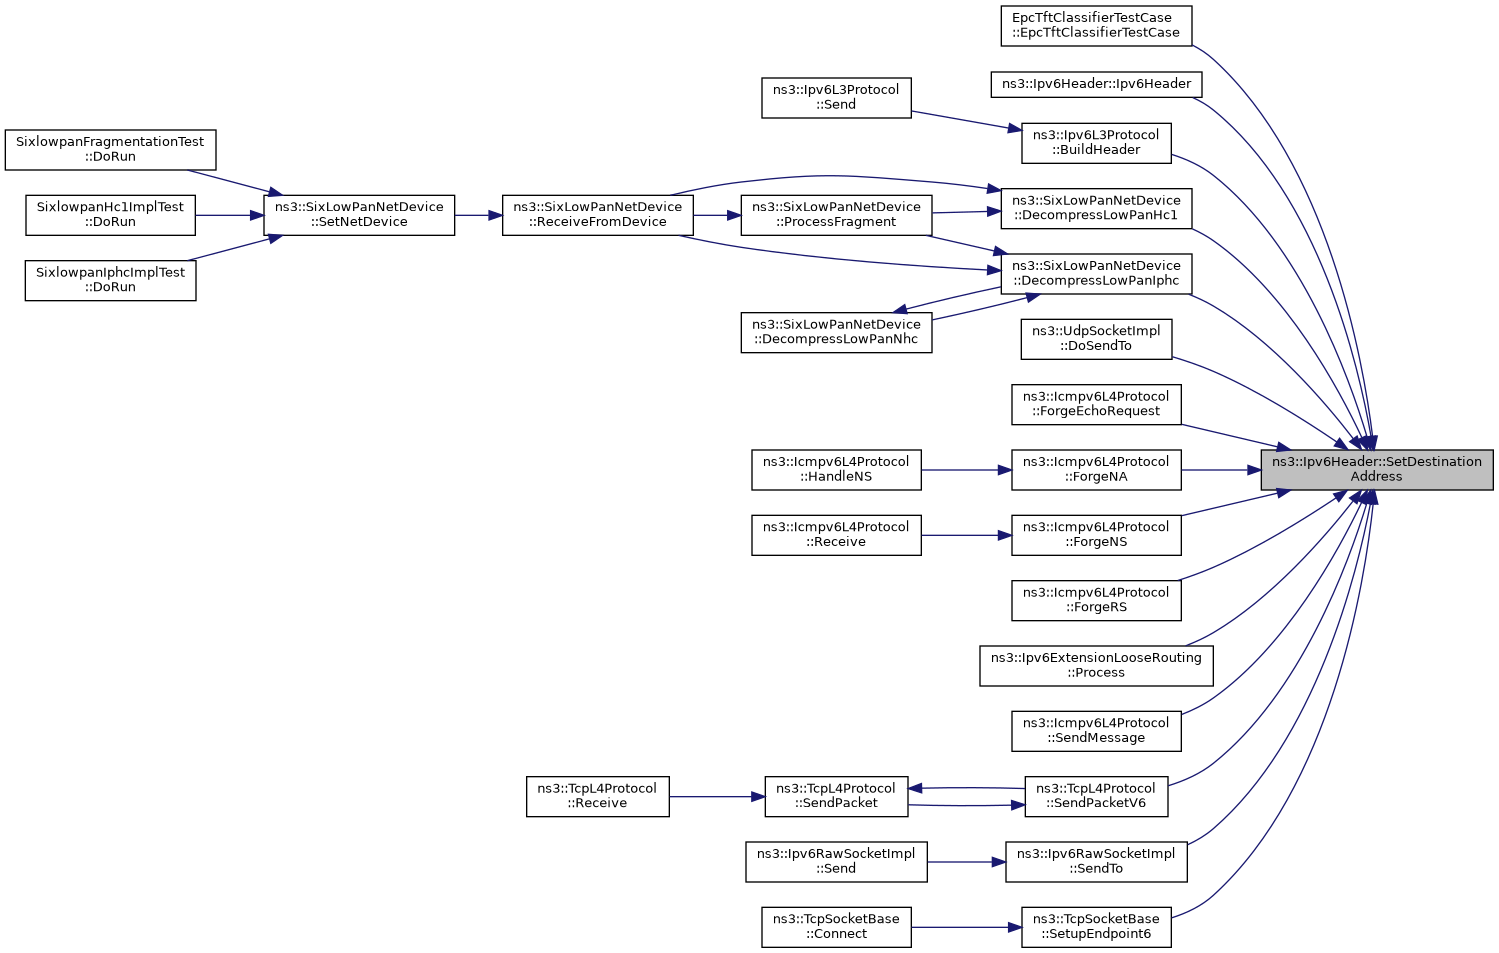 EpcTftClassifierTestCase
::EpcTftClassifierTestCase
ns3::Ipv6Header::Ipv6Header
ns3::Ipv6L3Protocol
::Send
ns3::Ipv6L3Protocol
::BuildHeader
SixlowpanFragmentationTest
::DoRun
SixlowpanHc1ImplTest
::DoRun
SixlowpanIphcImplTest
::DoRun
ns3::SixLowPanNetDevice
::SetNetDevice
ns3::SixLowPanNetDevice
::ReceiveFromDevice
ns3::SixLowPanNetDevice
::ProcessFragment
ns3::SixLowPanNetDevice
::DecompressLowPanHc1
ns3::SixLowPanNetDevice
::DecompressLowPanIphc
ns3::SixLowPanNetDevice
::DecompressLowPanNhc
ns3::UdpSocketImpl
::DoSendTo
ns3::Icmpv6L4Protocol
::ForgeEchoRequest
ns3::Ipv6Header::SetDestination
Address
ns3::Icmpv6L4Protocol
::HandleNS
ns3::Icmpv6L4Protocol
::ForgeNA
ns3::Icmpv6L4Protocol
::Receive
ns3::Icmpv6L4Protocol
::ForgeNS
ns3::Icmpv6L4Protocol
::ForgeRS
ns3::Ipv6ExtensionLooseRouting
::Process
ns3::Icmpv6L4Protocol
::SendMessage
ns3::TcpL4Protocol
::Receive
ns3::TcpL4Protocol
::SendPacket
ns3::TcpL4Protocol
::SendPacketV6
ns3::Ipv6RawSocketImpl
::Send
ns3::Ipv6RawSocketImpl
::SendTo
ns3::TcpSocketBase
::Connect
ns3::TcpSocketBase
::SetupEndpoint6